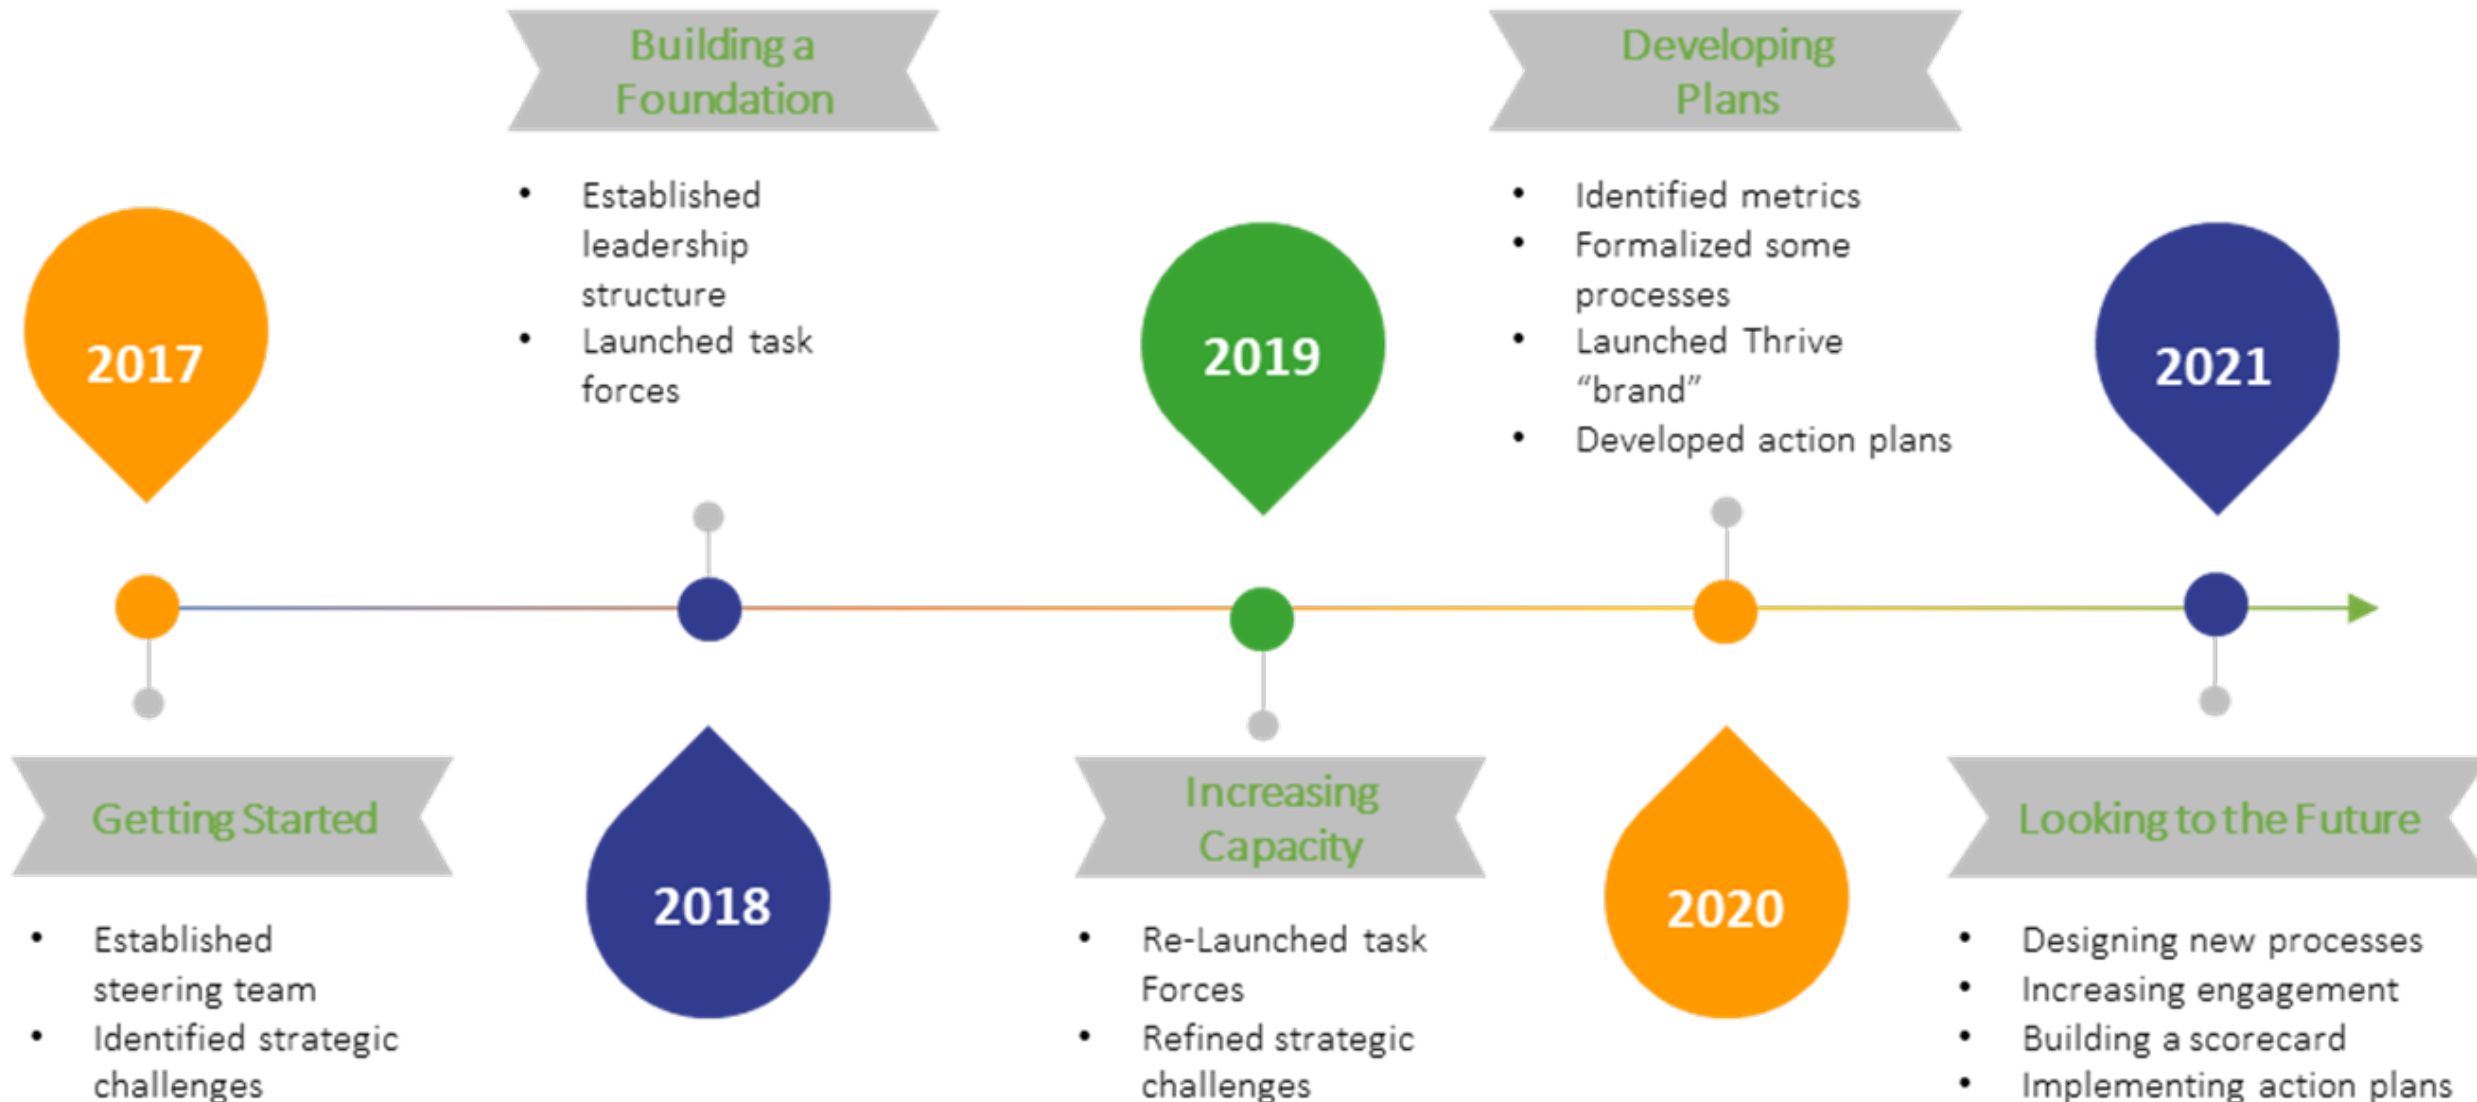 2017
Getting Started
• Established
steering team
• Identified strategic
challenges
Building a
Foundation
• Established
leadership
structure
• Launched task
forces
2018
2019
Increasing
Capacity
• Re-Launched task
Forces
• Refined strategic
challenges
Developing
Plans
• Identified metrics
• Formalized some
processes
• Launched Thrive
“brand”
• Developed action plans
2020
2021
Looking to the Future
• Designing new processes
• Increasing engagement
• Building a scorecard
• Implementing action plans